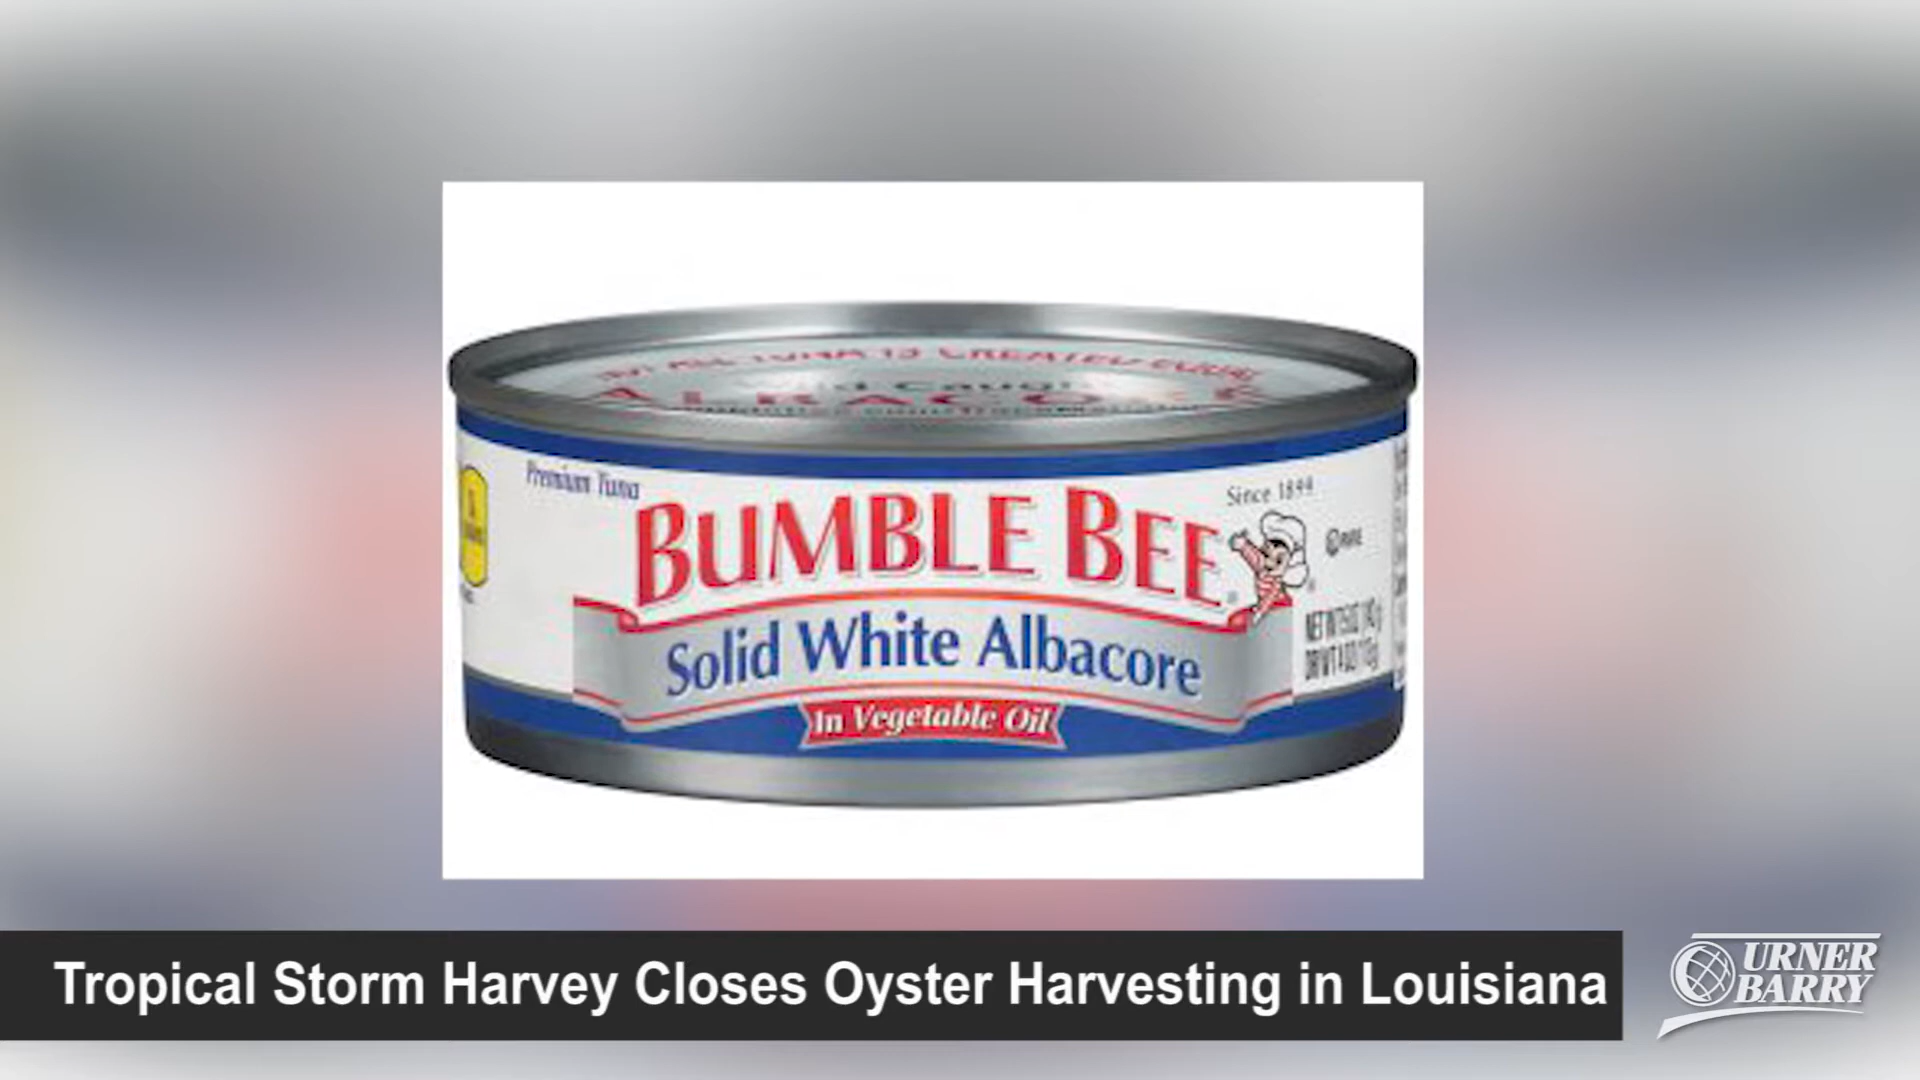 ALBACORE
Premium Tuna
Since 1899
BUMBLE BEE
Solid White Albacore
In Vegetable Oil
Tropical Storm Harvey Closes Oyster Harvesting in Louisiana
URNER
BARRY